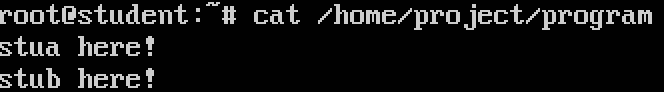 root@student:~# cat /home/project/program
stua here!
stub here!